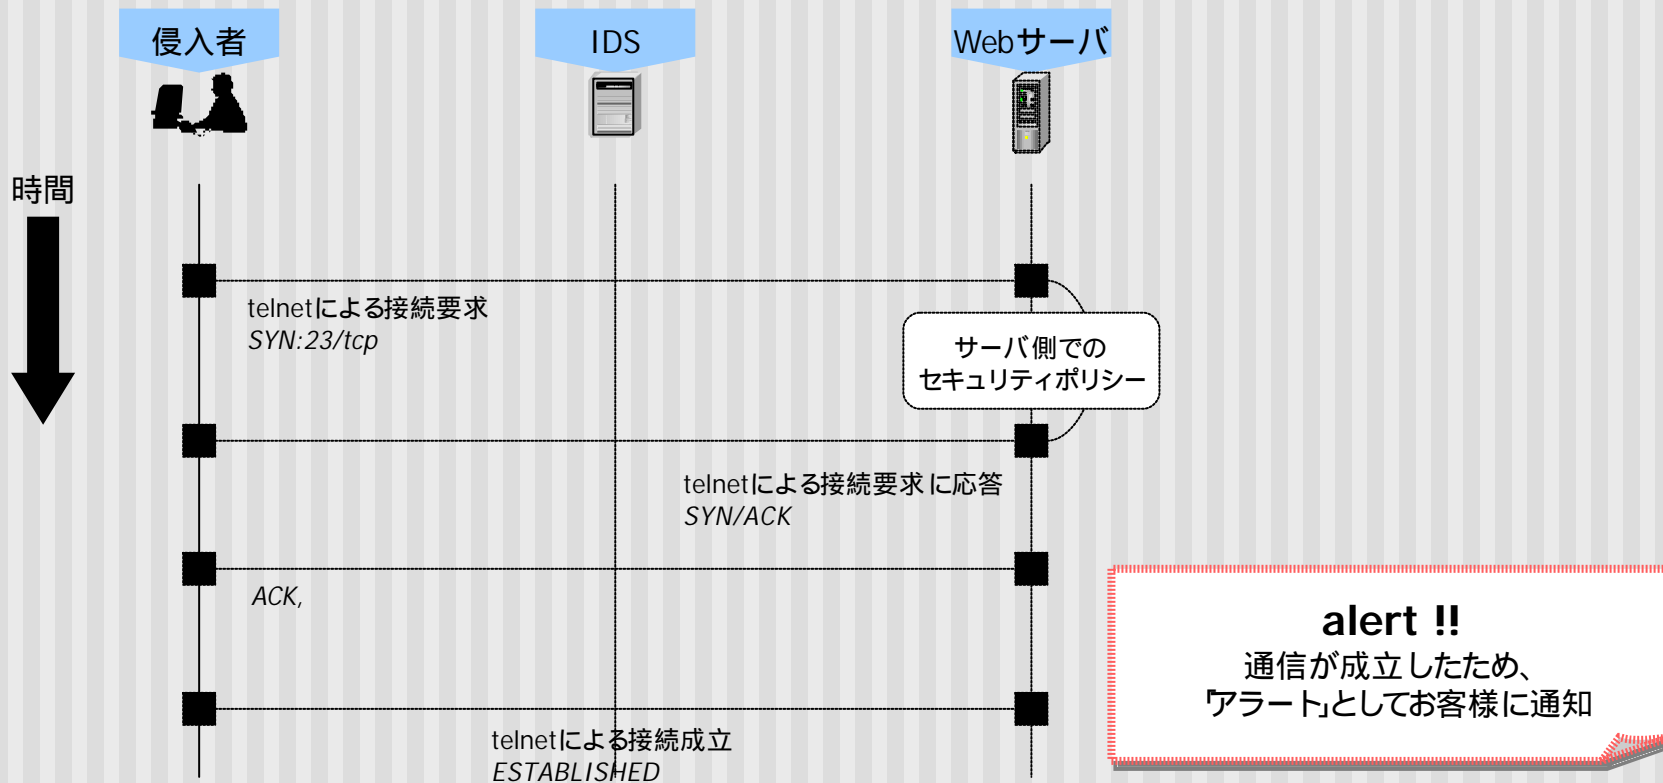 侵入者
IDS
Webサーバ
時間
telnetによる接続要求
SYN:23/tcp
サーバ側での
セキュリティポリシー
telnetによる接続要求に応答
SYN/ACK
ACK,
alert !!
通信が成立したため、
「アラート」としてお客様に通知
telnetによる接続成立
ESTABLISHED